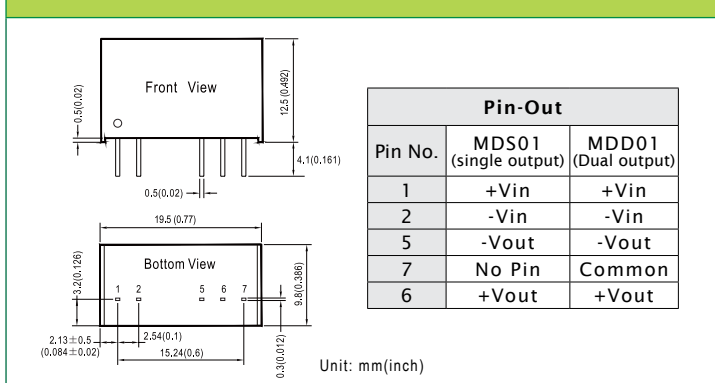 Front View
0.5(0.02)
12.5 (0.492)
4.1(0.161)
0.5(0.02)
19.5 (0.77)
Bottom View
3.2(0.126)
1 2 5 6 7
9.8(0.386)
2.13±0.5
(0.084±0.02)
2.54(0.1)
15.24(0.6)
0.3(0.012)
Unit: mm(inch)
Pin-Out
Pin No. MDS01 (single output) MDD01 (Dual output)
1 +Vin +Vin
2 -Vin -Vin
5 -Vout -Vout
7 No Pin Common
6 +Vout +Vout